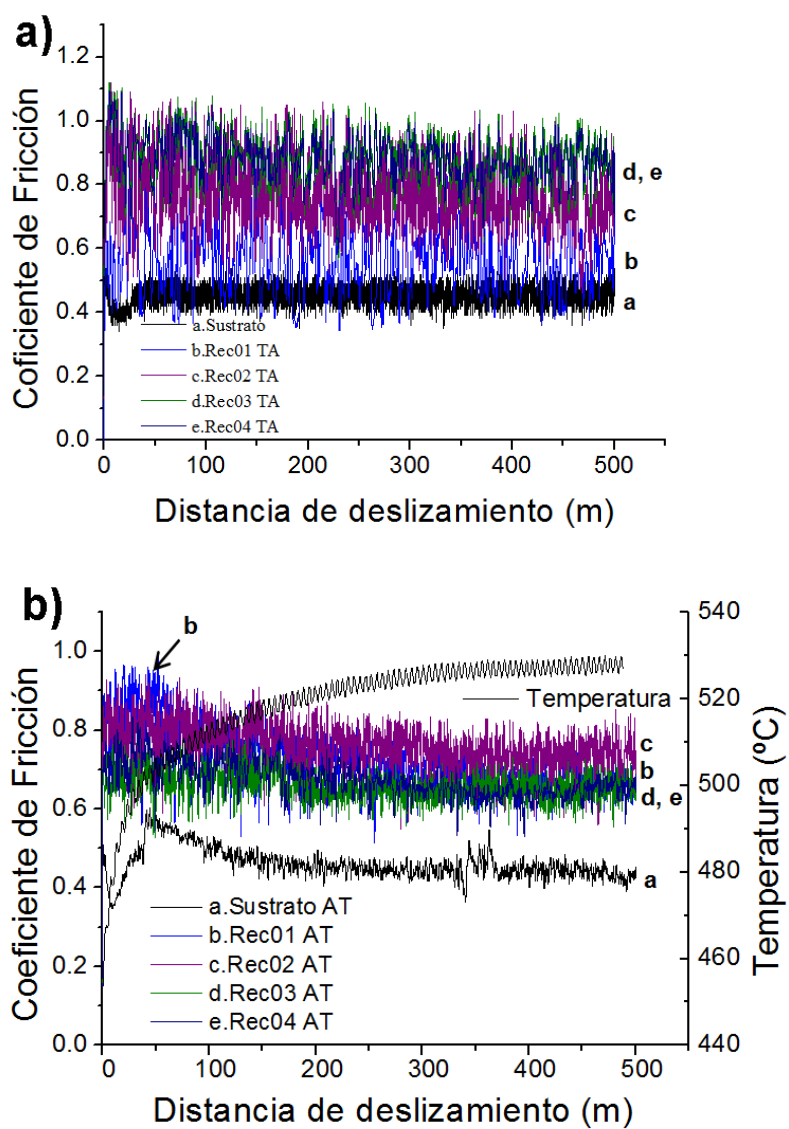 a)
Coficiente de Fricción
1.2
1.0
0.8
0.6
0.4
0.2
0.0
d, e
c
b
a
a.Sustrato
b.Rec01 TA
c.Rec02 TA
d.Rec03 TA
e.Rec04 TA
0 100 200 300 400 500
Distancia de deslizamiento (m)
b)
Coeficiente de Fricción
1.0
0.8
0.6
0.4
0.2
0.0
b
Temperatura
c
b
d, e
a
a.Sustrato AT
b.Rec01 AT
c.Rec02 AT
d.Rec03 AT
e.Rec04 AT
540
520
500
480
460
440
Temperatura (ºC)
0 100 200 300 400 500
Distancia de deslizamiento (m)